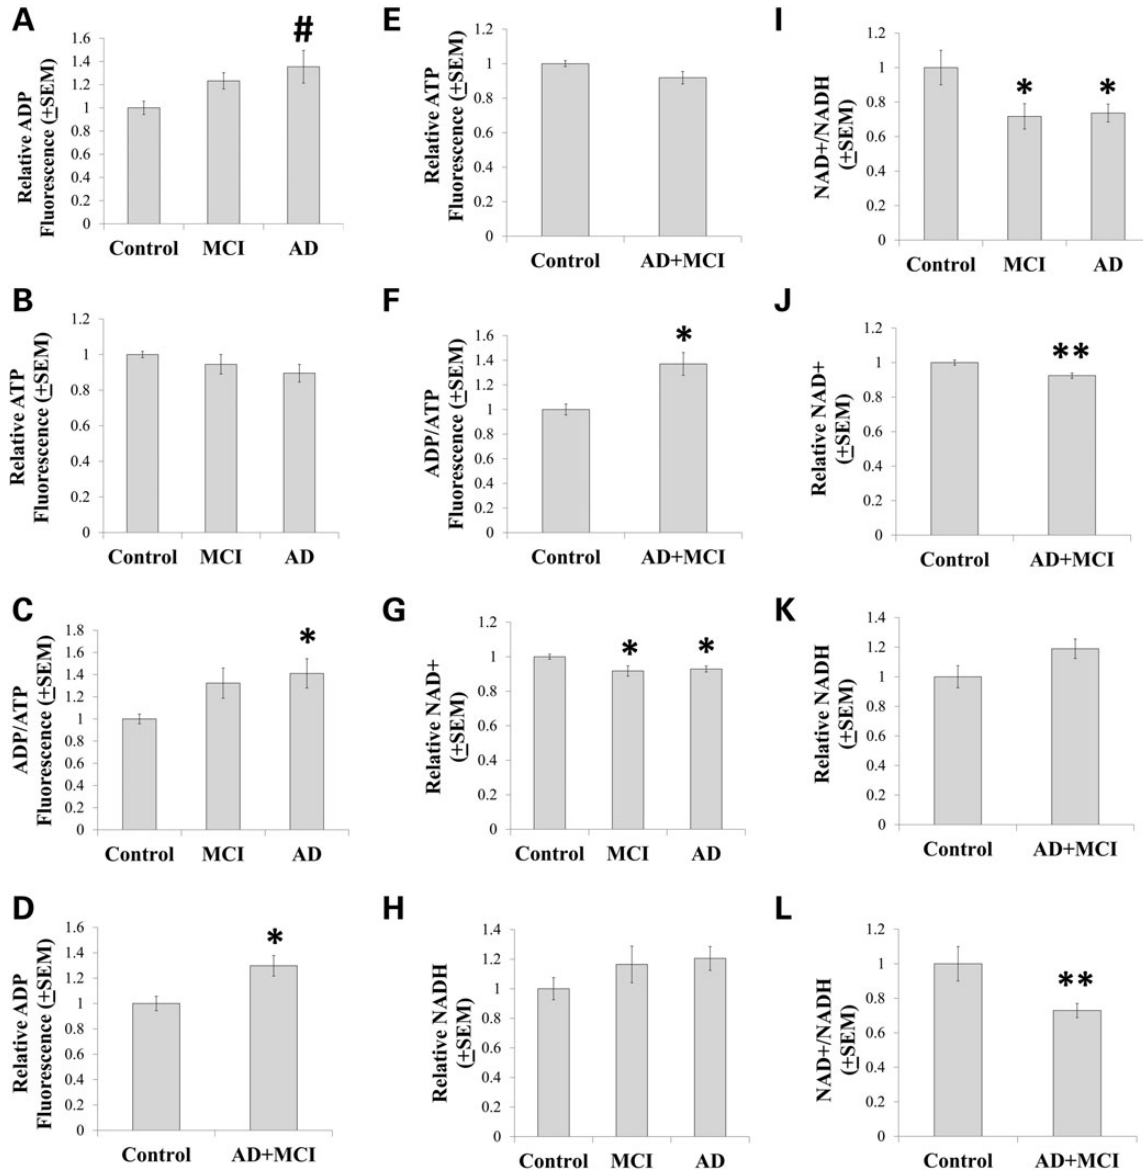 A
#
Relative ADP
Fluorescence (±SEM)
1.6
1.4
1.2
1
0.8
0.6
0.4
0.2
0
Control MCI AD
B
Relative ATP
Fluorescence (±SEM)
1.2
1
0.8
0.6
0.4
0.2
0
Control MCI AD
C
*
ADP/ATP
Fluorescence (±SEM)
1.8
1.6
1.4
1.2
1
0.8
0.6
0.4
0.2
0
Control MCI AD
D
*
Relative ADP
Fluorescence (±SEM)
1.6
1.4
1.2
1
0.8
0.6
0.4
0.2
0
Control AD+MCI
E
Relative ATP
Fluorescence (±SEM)
1.2
1
0.8
0.6
0.4
0.2
0
Control AD+MCI
F
*
ADP/ATP
Fluorescence (±SEM)
1.6
1.4
1.2
1
0.8
0.6
0.4
0.2
0
Control AD+MCI
G
* *
Relative NAD+
(±SEM)
1.2
1
0.8
0.6
0.4
0.2
0
Control MCI AD
H
Relative NADH
(±SEM)
1.4
1.2
1
0.8
0.6
0.4
0.2
0
Control MCI AD
I
* *
NAD+/NADH
(±SEM)
1.2
1
0.8
0.6
0.4
0.2
0
Control MCI AD
J
**
Relative NAD+
(±SEM)
1.2
1
0.8
0.6
0.4
0.2
0
Control AD+MCI
K
Relative NADH
(±SEM)
1.4
1.2
1
0.8
0.6
0.4
0.2
0
Control AD+MCI
L
**
NAD+/NADH
(±SEM)
1.2
1
0.8
0.6
0.4
0.2
0
Control AD+MCI